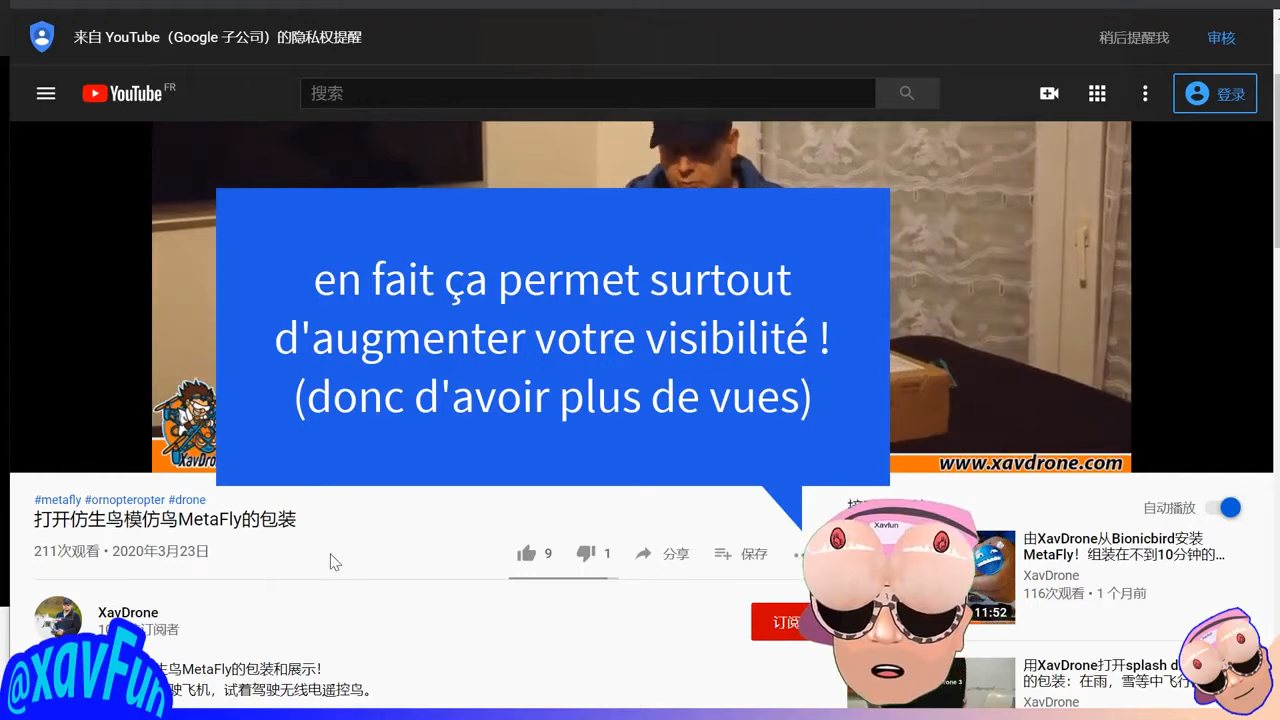 来自 YouTube（Google 子公司）的隐私权提醒
稍后提醒我
审核
YouTube FR
搜索
登录
en fait ça permet surtout
d'augmenter votre visibilité !
(donc d'avoir plus de vues)
www.xavdrone.com
#metafly #ornopteropter #drone
打开仿生鸟模仿鸟MetaFly的包装
211次观看 • 2020年3月23日
9
1
分享
保存
自动播放
Xavfun
由XavDrone从Bionicbird安装
MetaFly！组装在不到10分钟的...
XavDrone
116次观看 • 1 个月前
11:52
XavDrone
订阅者
订阅
生鸟MetaFly的包装和展示！
驶飞机，试着驾驶无线电遥控鸟。
@xavFun
用XavDrone打开splash d
的包装：在雨，雪等中飞行
XavDrone